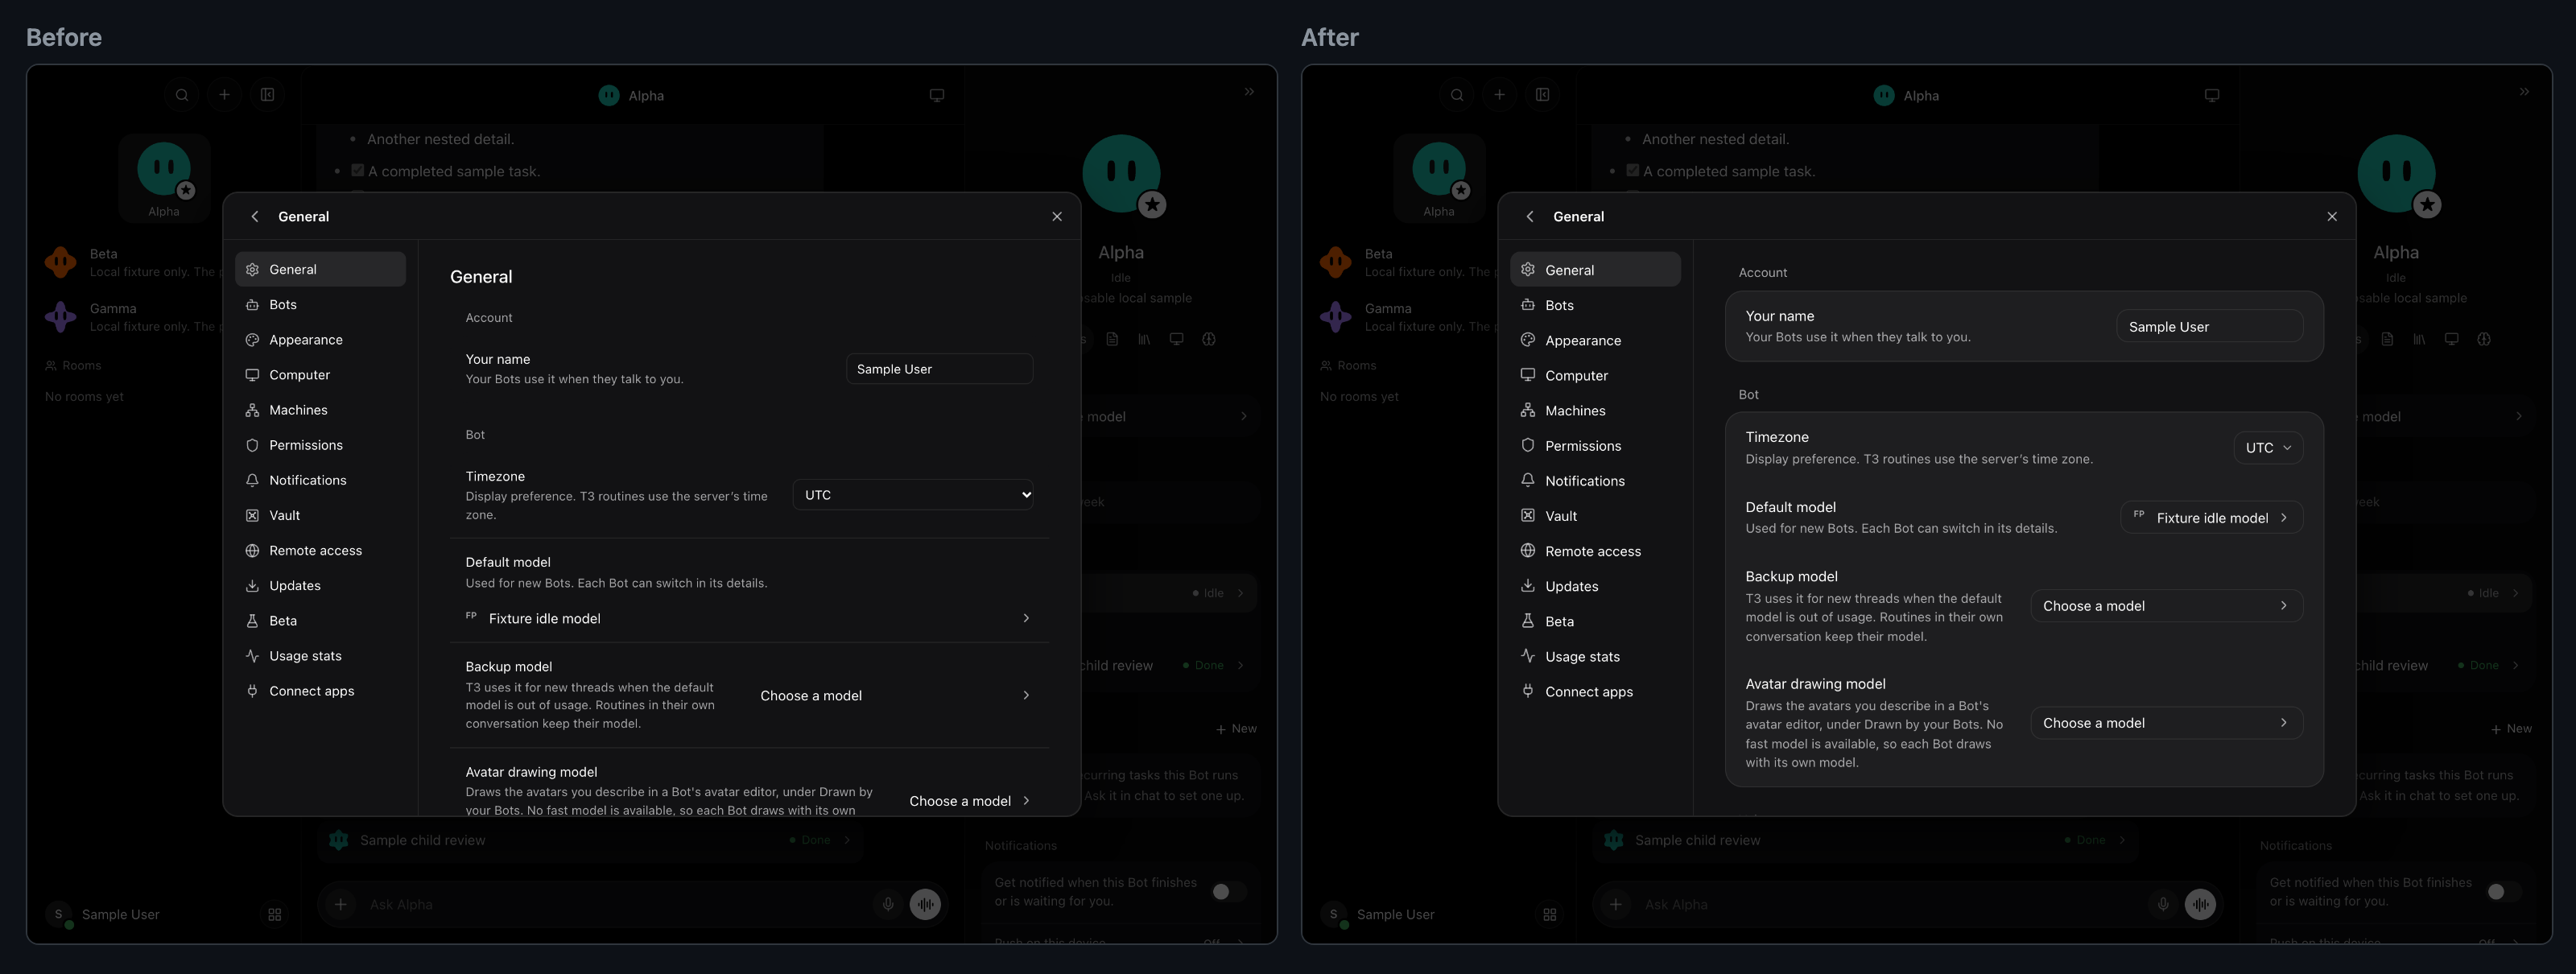 Before
Alpha
Another nested detail.
A completed sample task.
Alpha
Beta
Local fixture only. The
Gamma
Local fixture only. The
Rooms
No rooms yet
Alpha
Idle
sable local sample
model
eek
Idle
child review
Done
New
curring tasks this Bot runs
Ask it in chat to set one up.
General
General
Bots
Appearance
Computer
Machines
Permissions
Notifications
Vault
Remote access
Updates
Beta
Usage stats
Connect apps
General
Account
Your name
Your Bots use it when they talk to you.
Sample User
Bot
Timezone
Display preference. T3 routines use the server's time
zone.
UTC
Default model
Used for new Bots. Each Bot can switch in its details.
FP Fixture idle model
Backup model
T3 uses it for new threads when the default
model is out of usage. Routines in their own
conversation keep their model.
Choose a model
Avatar drawing model
Draws the avatars you describe in a Bot's avatar editor, under Drawn by
your Bots. No fast model is available, so each Bot draws with its own
Choose a model
Sample child review
Done
Ask Alpha
S Sample User
Notifications
Get notified when this Bot finishes
or is waiting for you.
Push on this device
Off
After
Alpha
Another nested detail.
A completed sample task.
Alpha
Beta
Local fixture only. The
Gamma
Local fixture only. The
Rooms
No rooms yet
Alpha
Idle
sable local sample
model
eek
Idle
child review
Done
New
curring tasks this Bot runs
Ask it in chat to set one up.
General
General
Bots
Appearance
Computer
Machines
Permissions
Notifications
Vault
Remote access
Updates
Beta
Usage stats
Connect apps
Account
Your name
Your Bots use it when they talk to you.
Sample User
Bot
Timezone
Display preference. T3 routines use the server's time zone.
UTC
Default model
Used for new Bots. Each Bot can switch in its details.
FP Fixture idle model
Backup model
T3 uses it for new threads when the default
model is out of usage. Routines in their own
conversation keep their model.
Choose a model
Avatar drawing model
Draws the avatars you describe in a Bot's
avatar editor, under Drawn by your Bots. No
fast model is available, so each Bot draws
with its own model.
Choose a model
Sample child review
Done
Ask Alpha
S Sample User
Notifications
Get notified when this Bot finishes
or is waiting for you.
Push on this device
Off